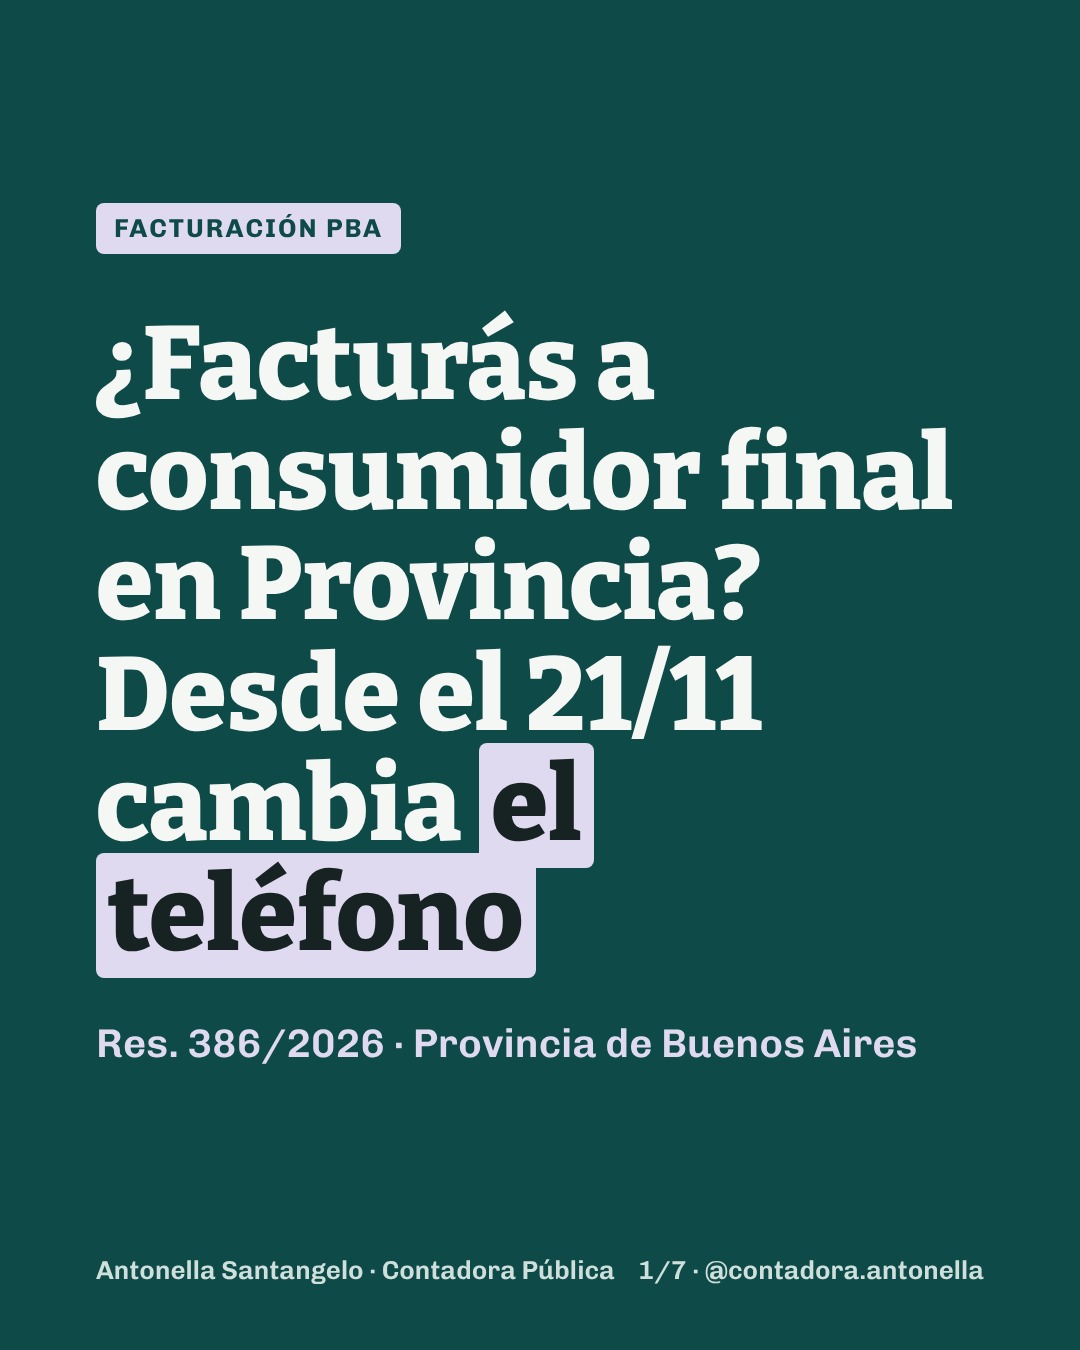 FACTURACIÓN PBA
¿Facturás a
consumidor final
en Provincia?
Desde el 21/11
cambia el
teléfono
Res. 386/2026 · Provincia de Buenos Aires
Antonella Santangelo · Contadora Pública 1/7 · @contadora.antonella